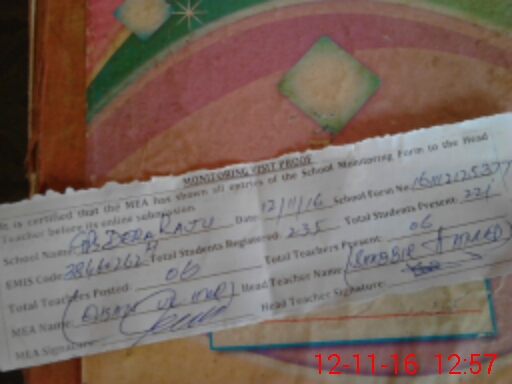 MONITORING VISIT PROOF
It is certified that the MEA has shown all entries of the School Monitoring Form to the Head
Teacher before its online submission.
School Name: GPS DERA RAJU Date: 12/11/16 School Form No.
EMIS Code: Total Students Registered: 235 Total Students Present: 221
Total Teachers Posted: 06 Total Teachers Present: 06
MEA Name: Head Teacher Name: (SHABBIR AHMAD)
MEA Signature: Head Teacher Signature:
12-11-16 12:57